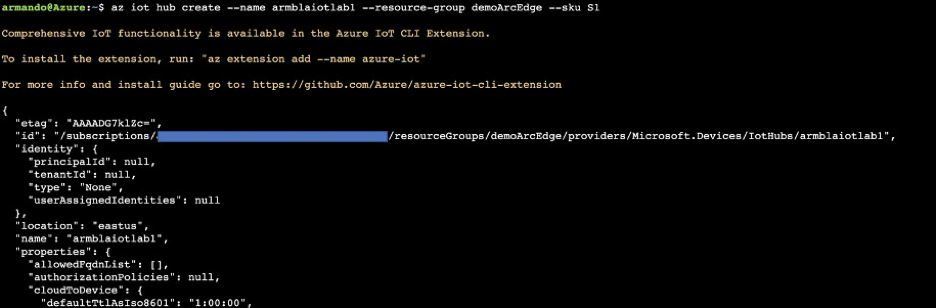 armando@Azure:~$ az iot hub create --name armblaiotlab1 --resource-group demoArcEdge --sku S1
Comprehensive IoT functionality is available in the Azure IoT CLI Extension.
To install the extension, run: "az extension add --name azure-iot"
For more info and install guide go to: https://github.com/Azure/azure-iot-cli-extension
{
"etag": "AAAADG7klZc=",
"id": "/subscriptions/ /resourceGroups/demoArcEdge/providers/Microsoft.Devices/IotHubs/armblaiotlab1",
"identity": {
"principalId": null,
"tenantId": null,
"type": "None",
"userAssignedIdentities": null
},
"location": "eastus",
"name": "armblaiotlab1",
"properties": {
"allowedFqdnList": [],
"authorizationPolicies": null,
"cloudToDevice": {
"defaultTtlAsIso8601": "1:00:00",